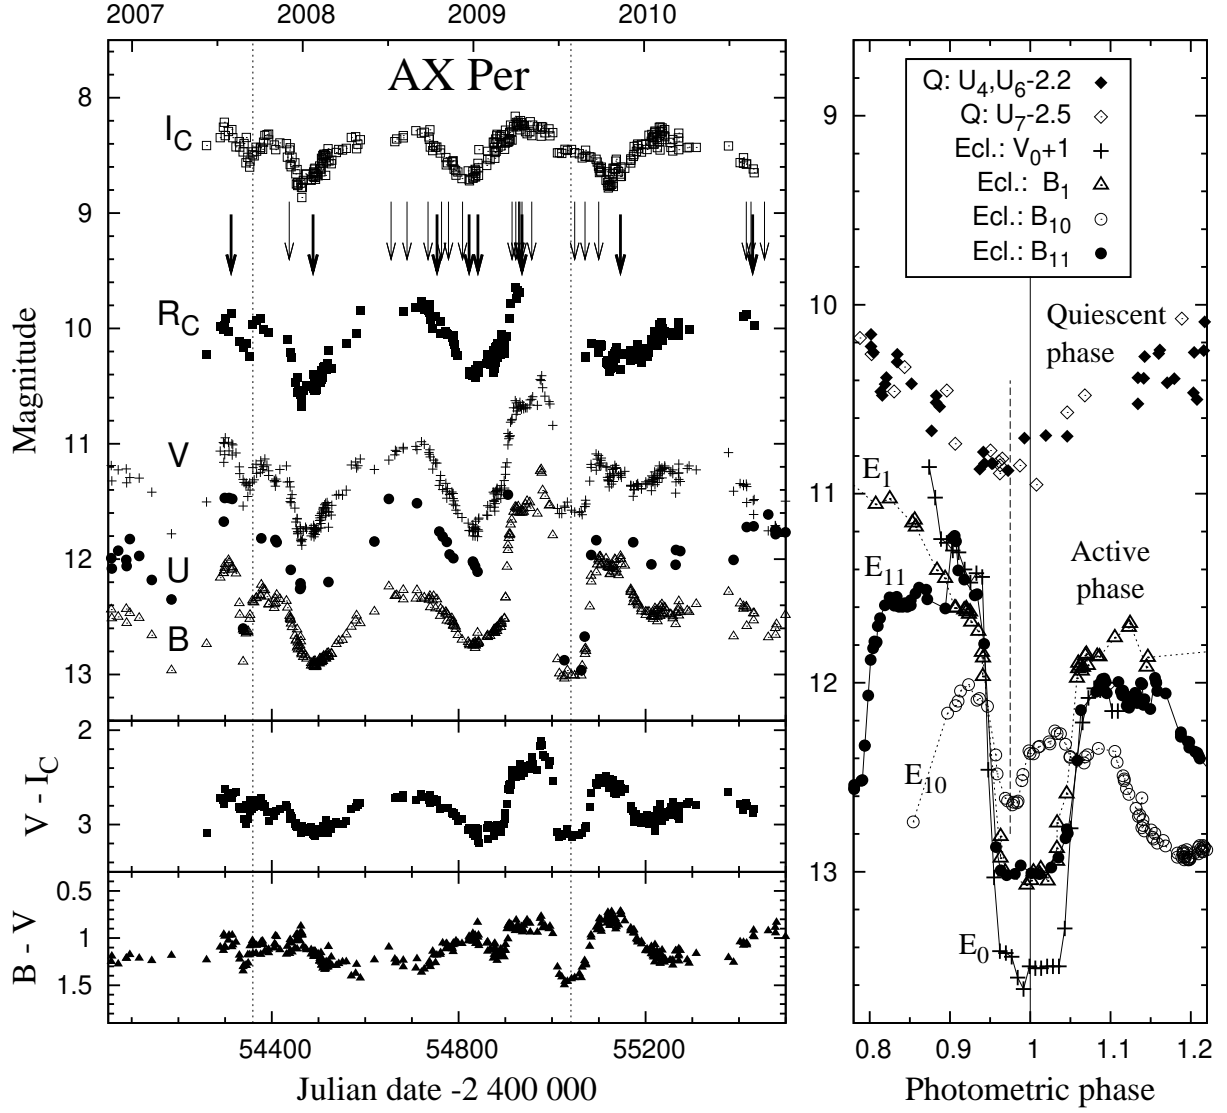 2007 2008 2009 2010
AX Per
8
9
10
11
12
13
Magnitude
I_C
R_C
V
U
B
2
3
V - I_C
0.5
1
1.5
B - V
54400 54800 55200
Julian date -2 400 000
9
10
11
12
13
Q: U_4,U_6-2.2
Q: U_7-2.5
Ecl.: V_0+1
Ecl.: B_1
Ecl.: B_10
Ecl.: B_11
Quiescent
phase
E_1
E_11
Active
phase
E_10
E_0
0.8 0.9 1 1.1 1.2
Photometric phase